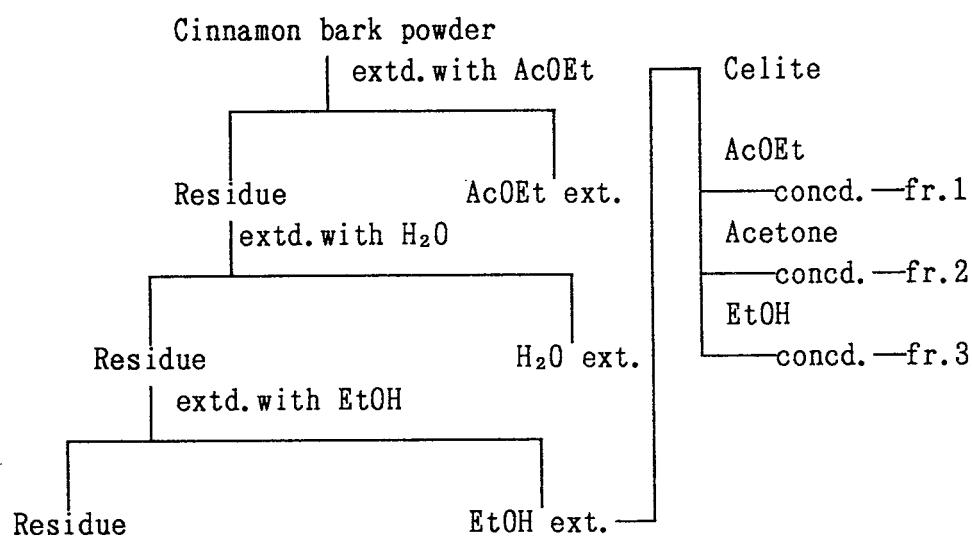 Cinnamon bark powder
extd.with AcOEt
Residue
AcOEt ext.
extd.with H₂O
Residue
H₂O ext.
extd.with EtOH
Residue
EtOH ext.
Celite
AcOEt
concd.—fr.1
Acetone
concd.—fr.2
EtOH
concd.—fr.3